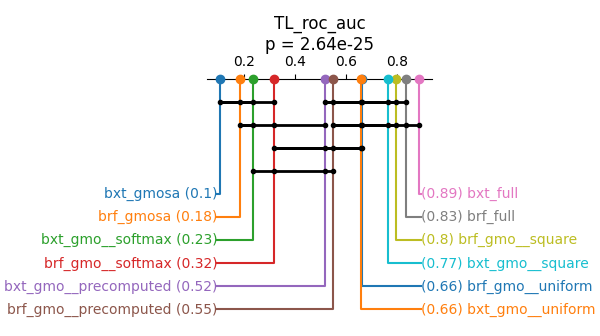 TL_roc_auc
p = 2.64e-25
0.2 0.4 0.6 0.8
bxt_gmosa (0.1) (0.89) bxt_full
brf_gmosa (0.18) (0.83) brf_full
bxt_gmo__softmax (0.23) (0.8) brf_gmo__square
brf_gmo__softmax (0.32) (0.77) bxt_gmo__square
bxt_gmo__precomputed (0.52) (0.66) brf_gmo__uniform
brf_gmo__precomputed (0.55) (0.66) bxt_gmo__uniform